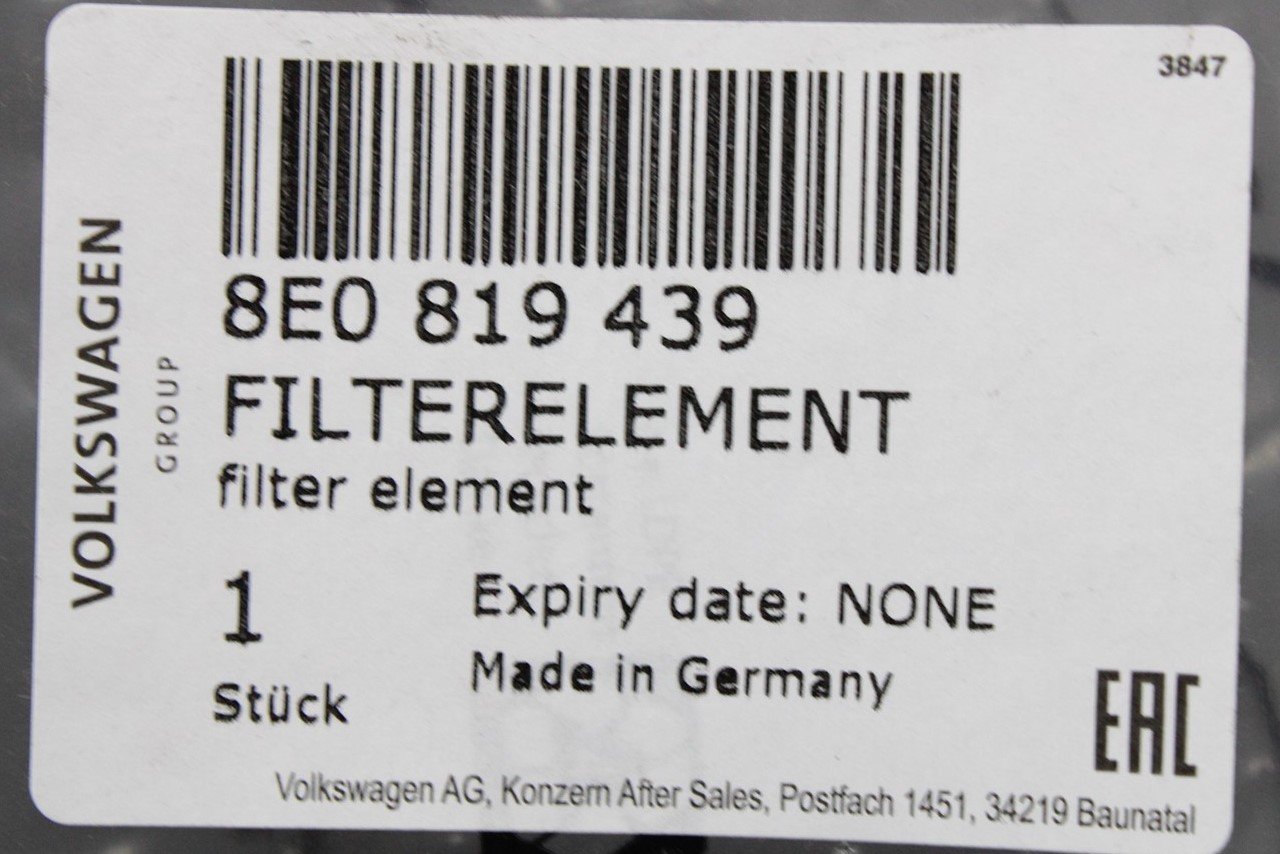 3847
VOLKSWAGEN
GROUP
8E0 819 439
FILTERELEMENT
filter element
1
Stück
Expiry date: NONE
Made in Germany
EAC
Volkswagen AG, Konzern After Sales, Postfach 1451, 34219 Baunatal